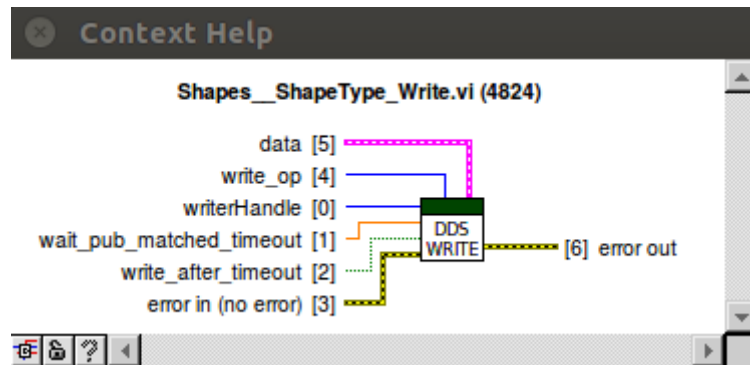 Context Help
Shapes__ShapeType_Write.vi (4824)
data [5]
write_op [4]
writerHandle [0]
wait_pub_matched_timeout [1]
write_after_timeout [2]
error in (no error) [3]
DDS
WRITE
[6] error out
?